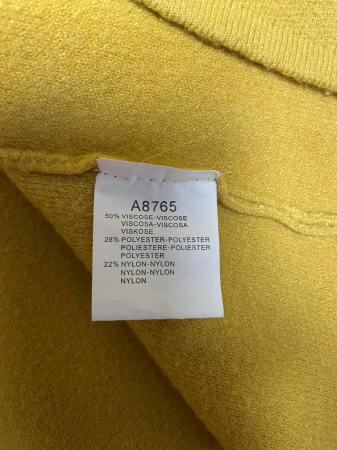 A8765
50% VISCOSE-VISCOSE
VISCOSA-VISCOSA
VISKOSE
28% POLYESTER-POLYESTER
POLIESTERE-POLIESTER
POLYESTER
22% NYLON-NYLON
NYLON-NYLON
NYLON